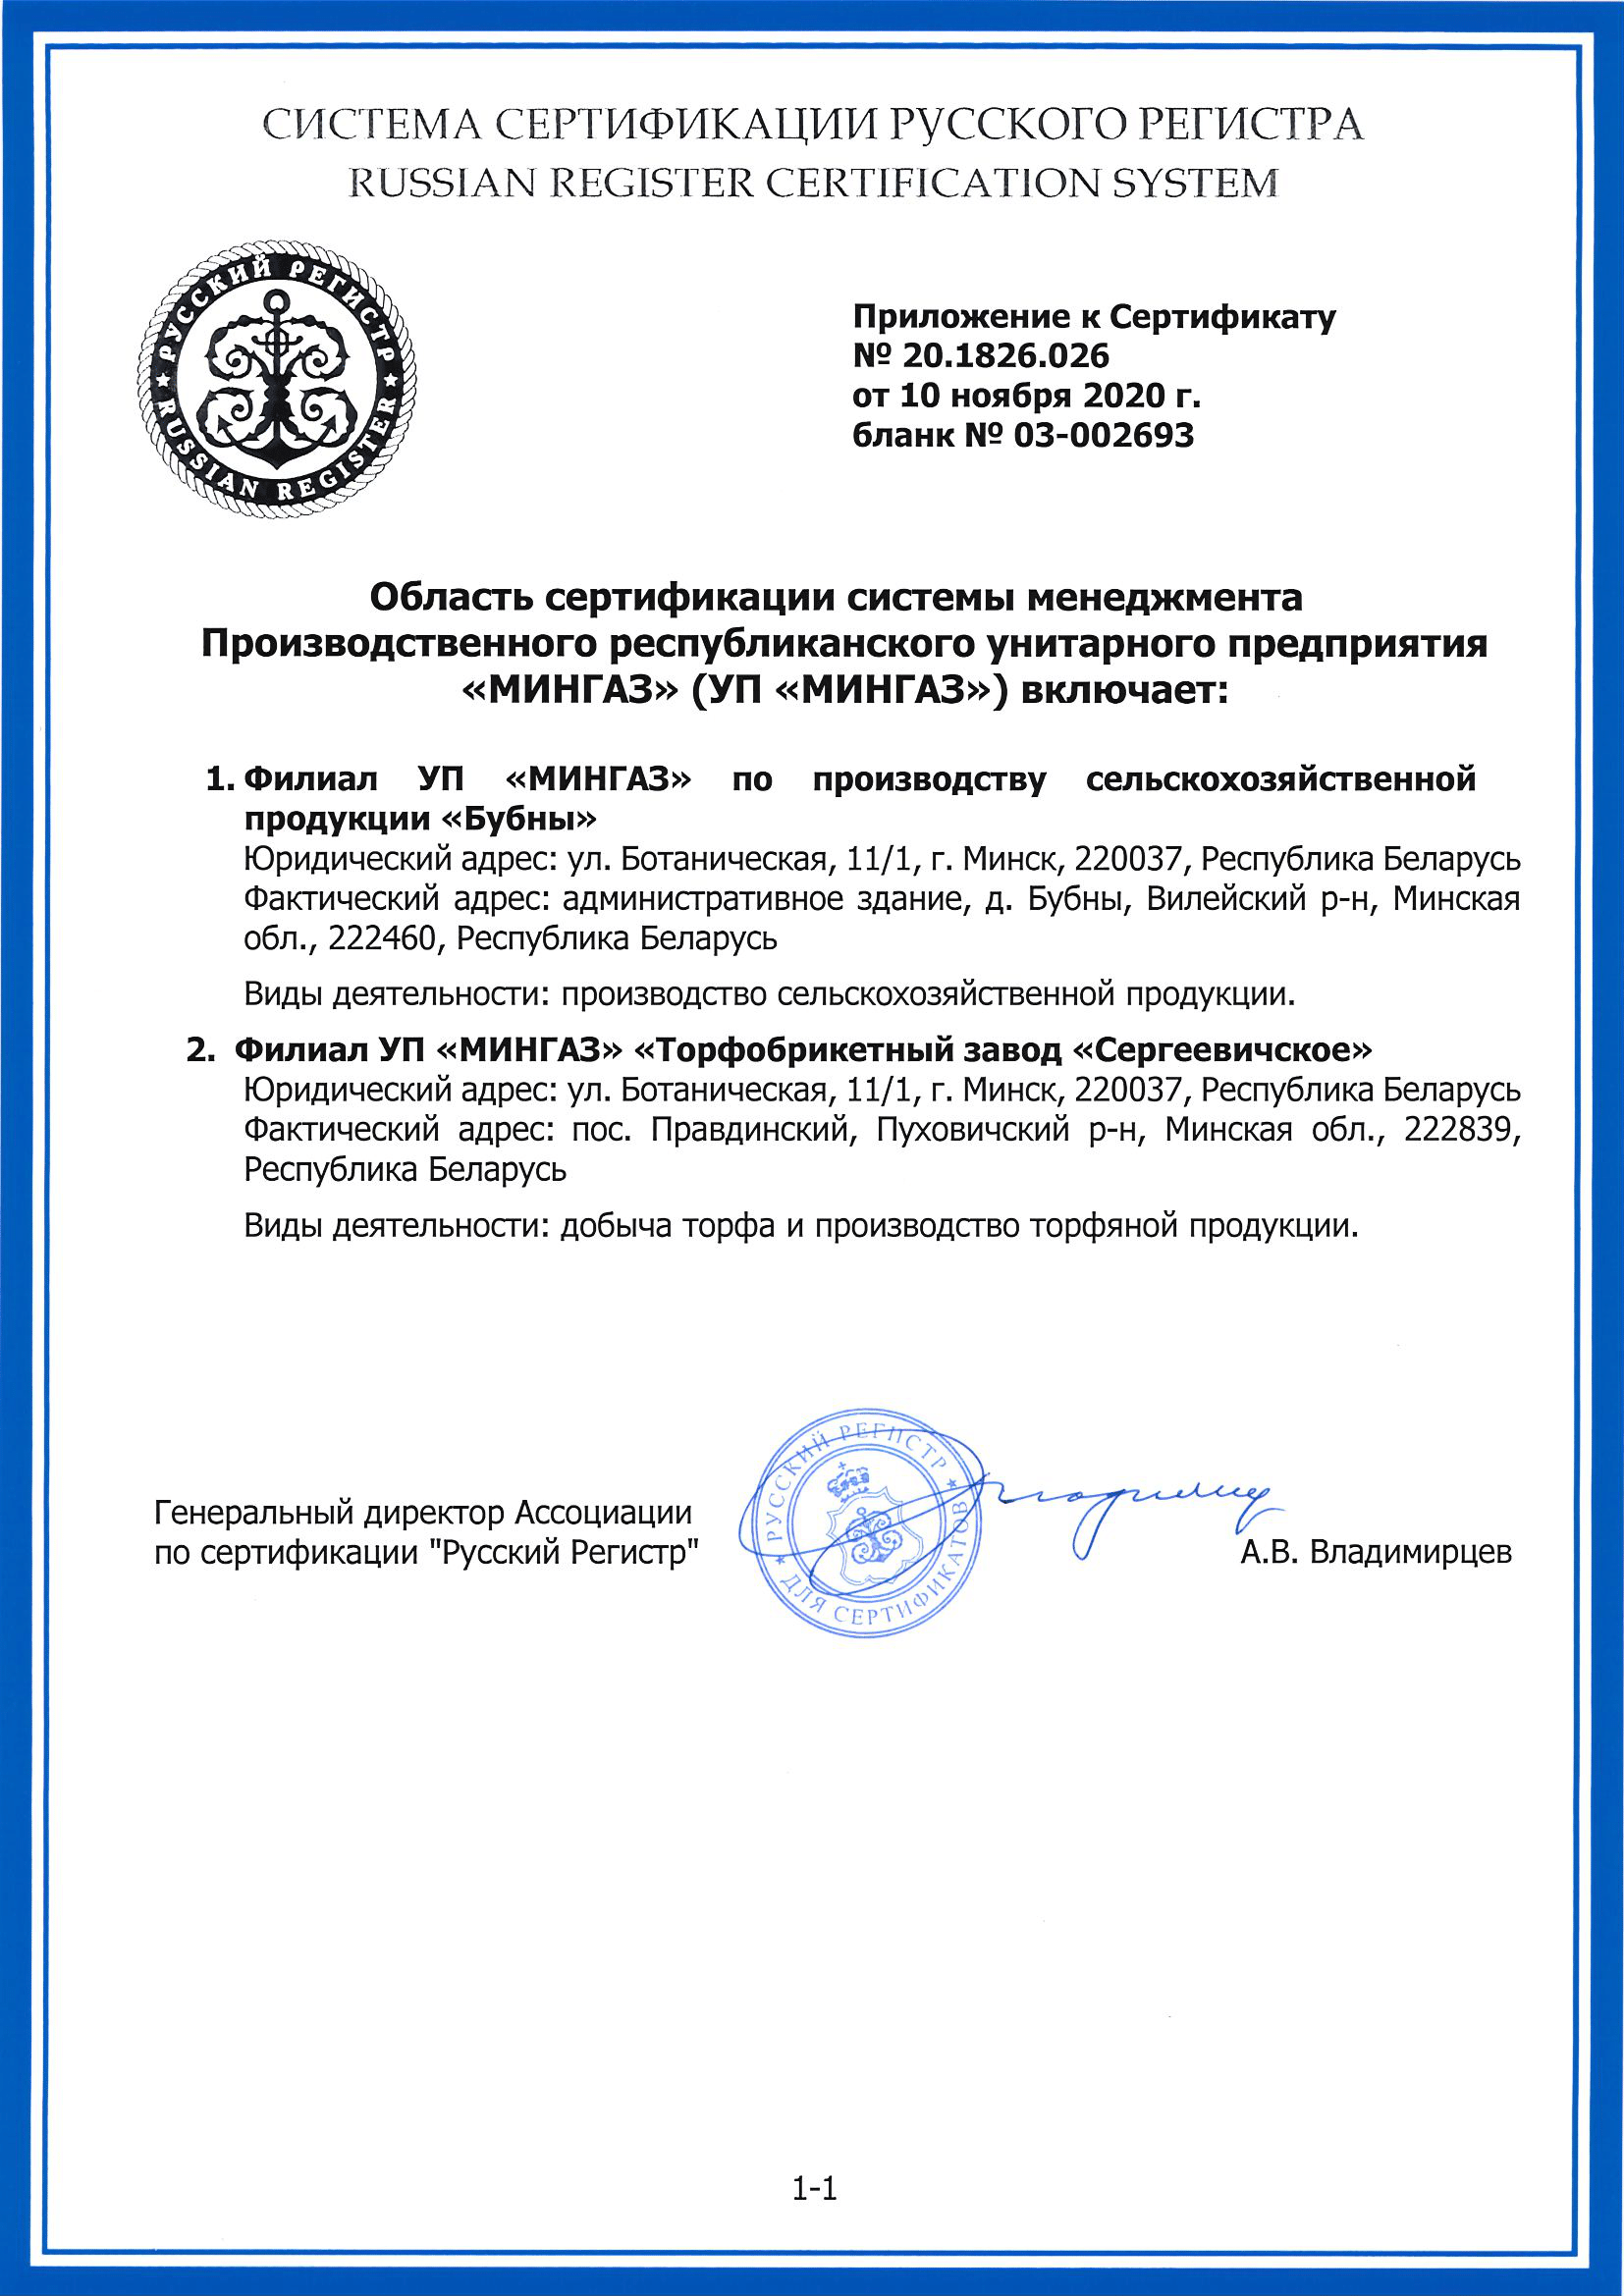 СИСТЕМА СЕРТИФИКАЦИИ РУССКОГО РЕГИСТРА
RUSSIAN REGISTER CERTIFICATION SYSTEM
РУССКИЙ РЕГИСТР
RUSSIAN REGISTER
Приложение к Сертификату
№ 20.1826.026
от 10 ноября 2020 г.
бланк № 03-002693
Область сертификации системы менеджмента
Производственного республиканского унитарного предприятия
«МИНГАЗ» (УП «МИНГАЗ») включает:
1. Филиал УП «МИНГАЗ» по производству сельскохозяйственной
продукции «Бубны»
Юридический адрес: ул. Ботаническая, 11/1, г. Минск, 220037, Республика Беларусь
Фактический адрес: административное здание, д. Бубны, Вилейский р-н, Минская
обл., 222460, Республика Беларусь
Виды деятельности: производство сельскохозяйственной продукции.
2. Филиал УП «МИНГАЗ» «Торфобрикетный завод «Сергеевичское»
Юридический адрес: ул. Ботаническая, 11/1, г. Минск, 220037, Республика Беларусь
Фактический адрес: пос. Правдинский, Пуховичский р-н, Минская обл., 222839,
Республика Беларусь
Виды деятельности: добыча торфа и производство торфяной продукции.
Генеральный директор Ассоциации
по сертификации "Русский Регистр"
РУССКИЙ РЕГИСТР
ДЛЯ СЕРТИФИКАТОВ
А.В. Владимирцев
1-1